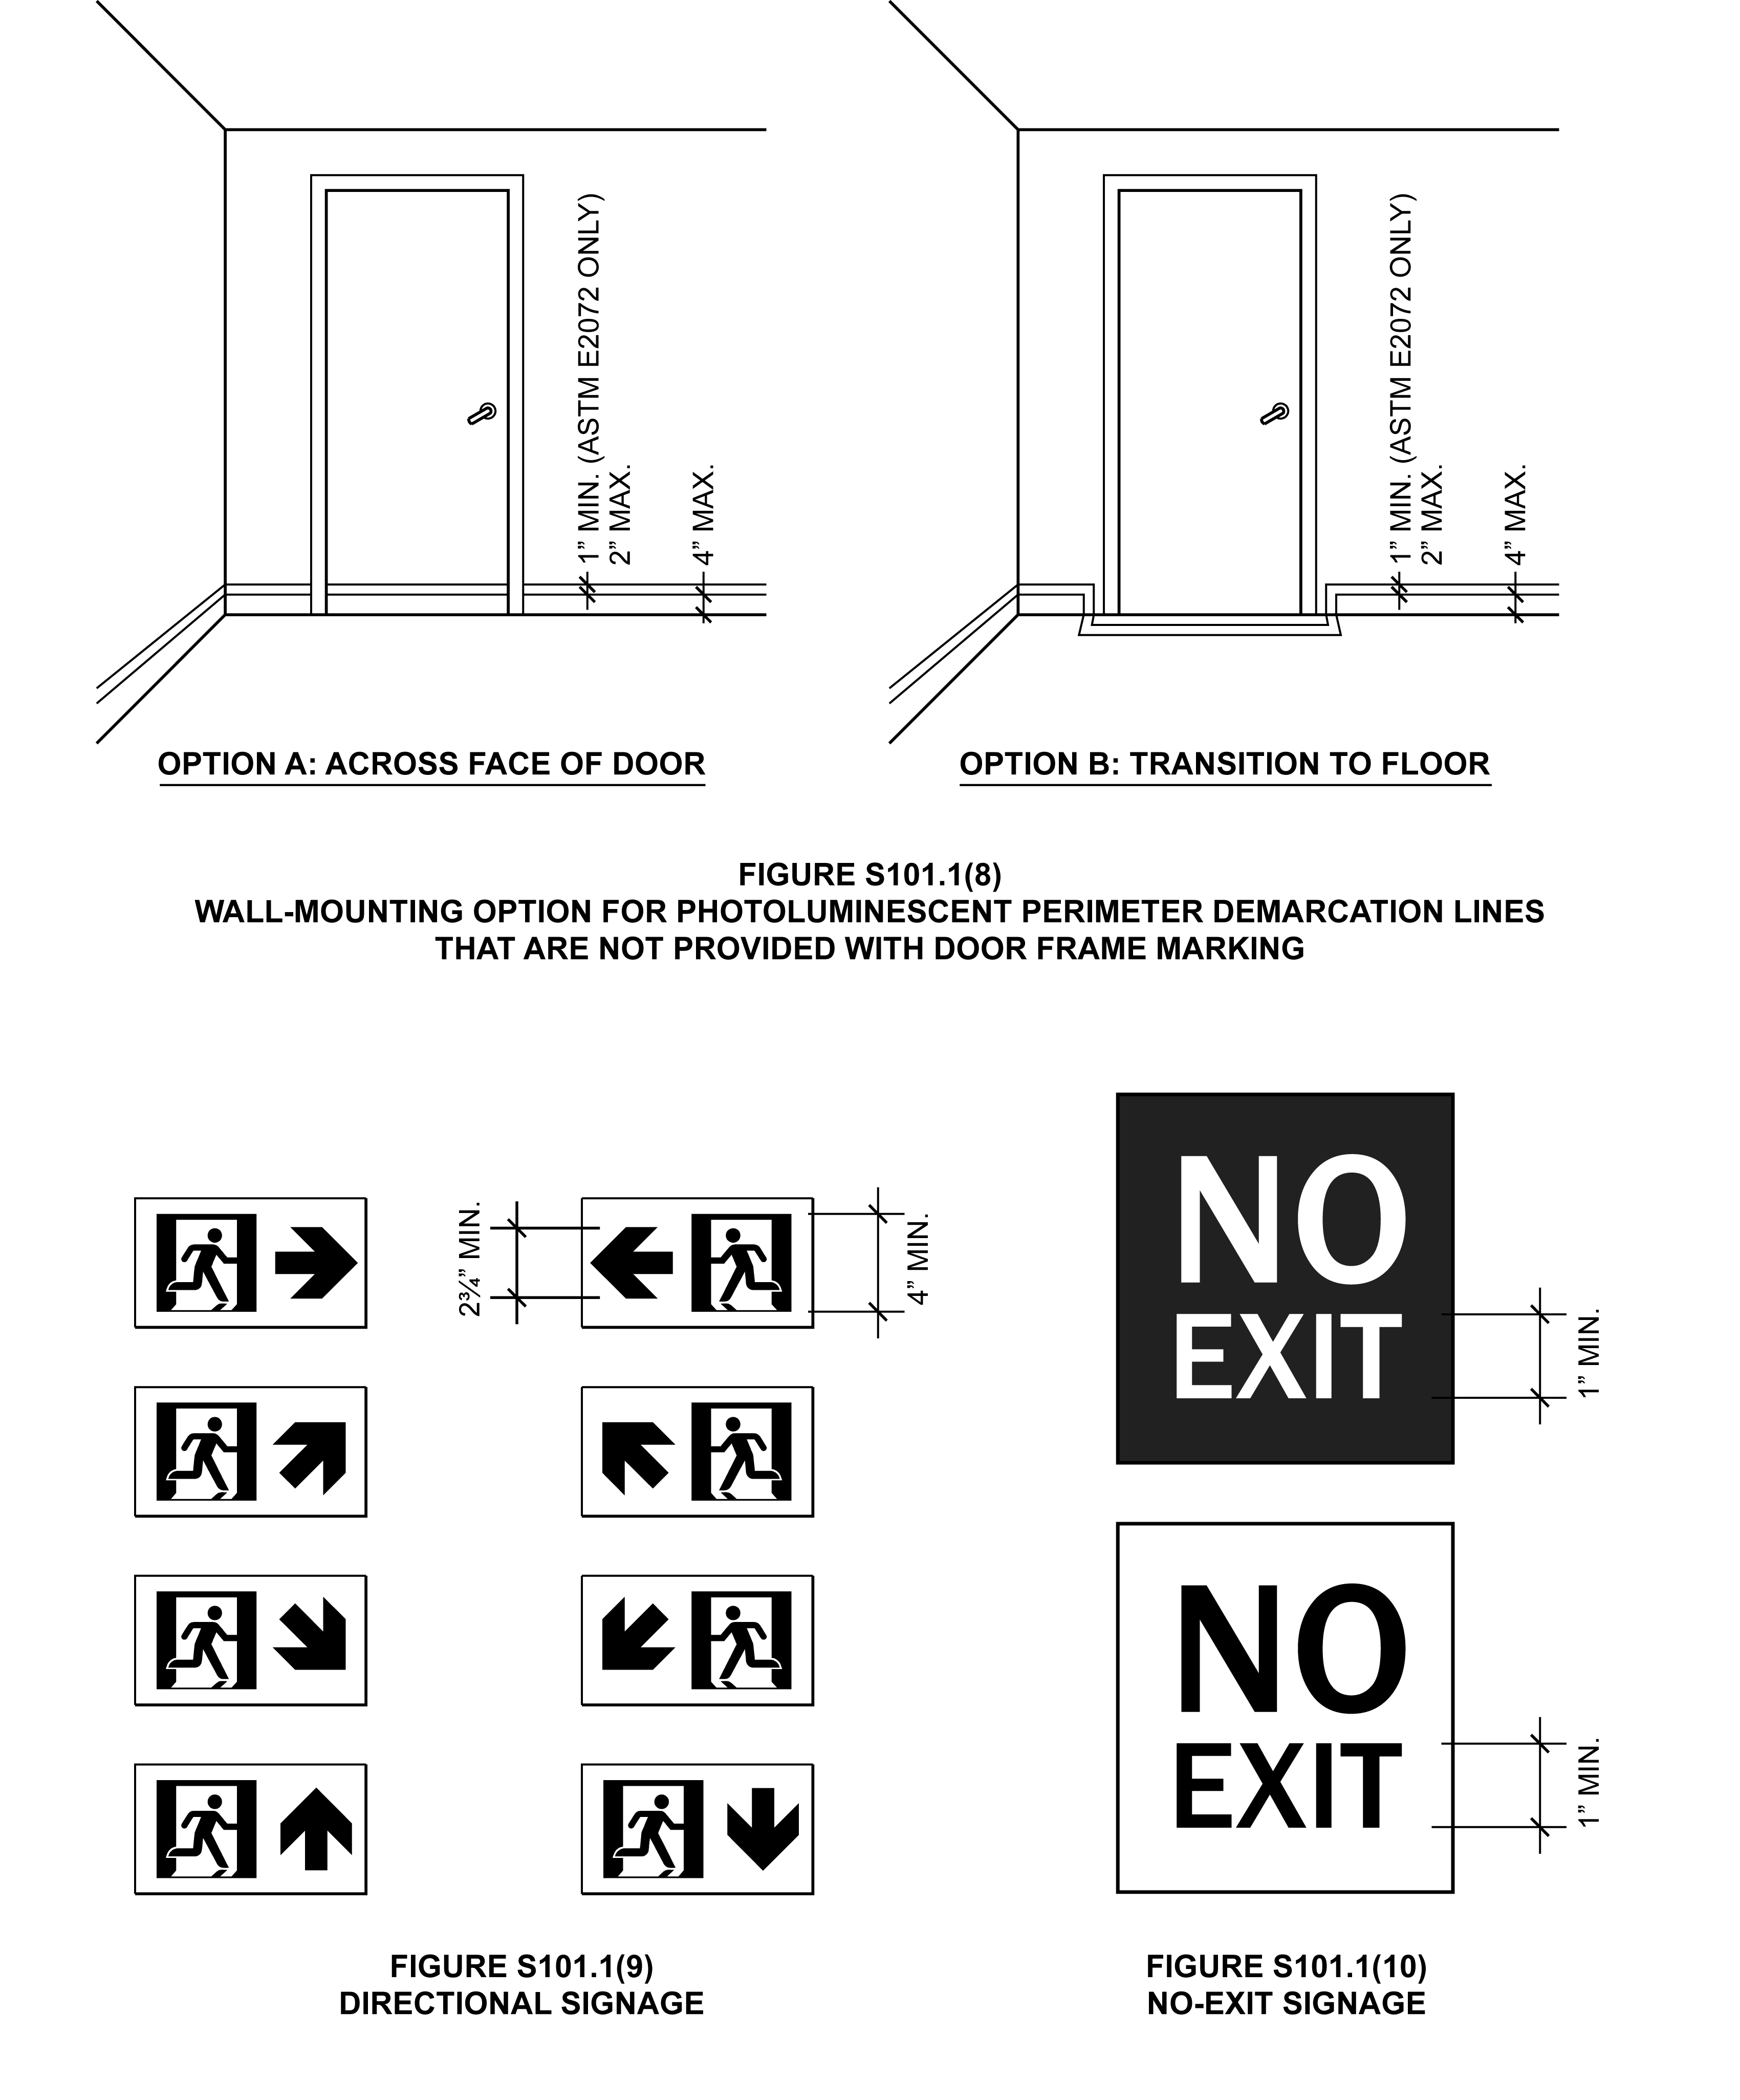 1” MIN. (ASTM E2072 ONLY)
2” MAX.
4” MAX.
1” MIN. (ASTM E2072 ONLY)
2” MAX.
4” MAX.
OPTION A: ACROSS FACE OF DOOR
OPTION B: TRANSITION TO FLOOR
FIGURE S101.1(8)
WALL-MOUNTING OPTION FOR PHOTOLUMINESCENT PERIMETER DEMARCATION LINES
THAT ARE NOT PROVIDED WITH DOOR FRAME MARKING
2¾” MIN.
4” MIN.
NO
EXIT
1” MIN.
NO
EXIT
1” MIN.
FIGURE S101.1(9)
DIRECTIONAL SIGNAGE
FIGURE S101.1(10)
NO-EXIT SIGNAGE